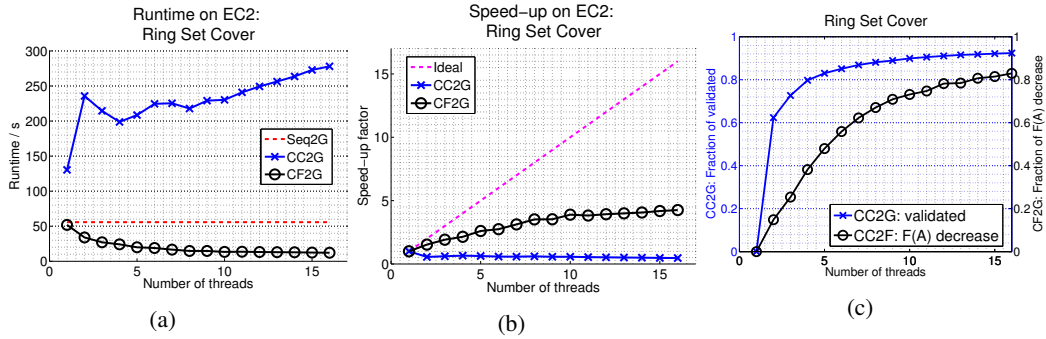 Runtime on EC2:
Ring Set Cover
300
250
200
150
100
50
0
Runtime / s
Seq2G
CC2G
CF2G
0
5
10
15
Number of threads
(a)
Speed-up on EC2:
Ring Set Cover
15
10
5
0
Speed-up factor
Ideal
CC2G
CF2G
0
5
10
15
Number of threads
(b)
Ring Set Cover
1
0.8
0.6
0.4
0.2
0
CC2G: Fraction of validated
CC2G: validated
CC2F: F(A) decrease
1
0.8
0.6
0.4
0.2
0
CF2G: Fraction of F(A) decrease
0
5
10
15
Number of threads
(c)